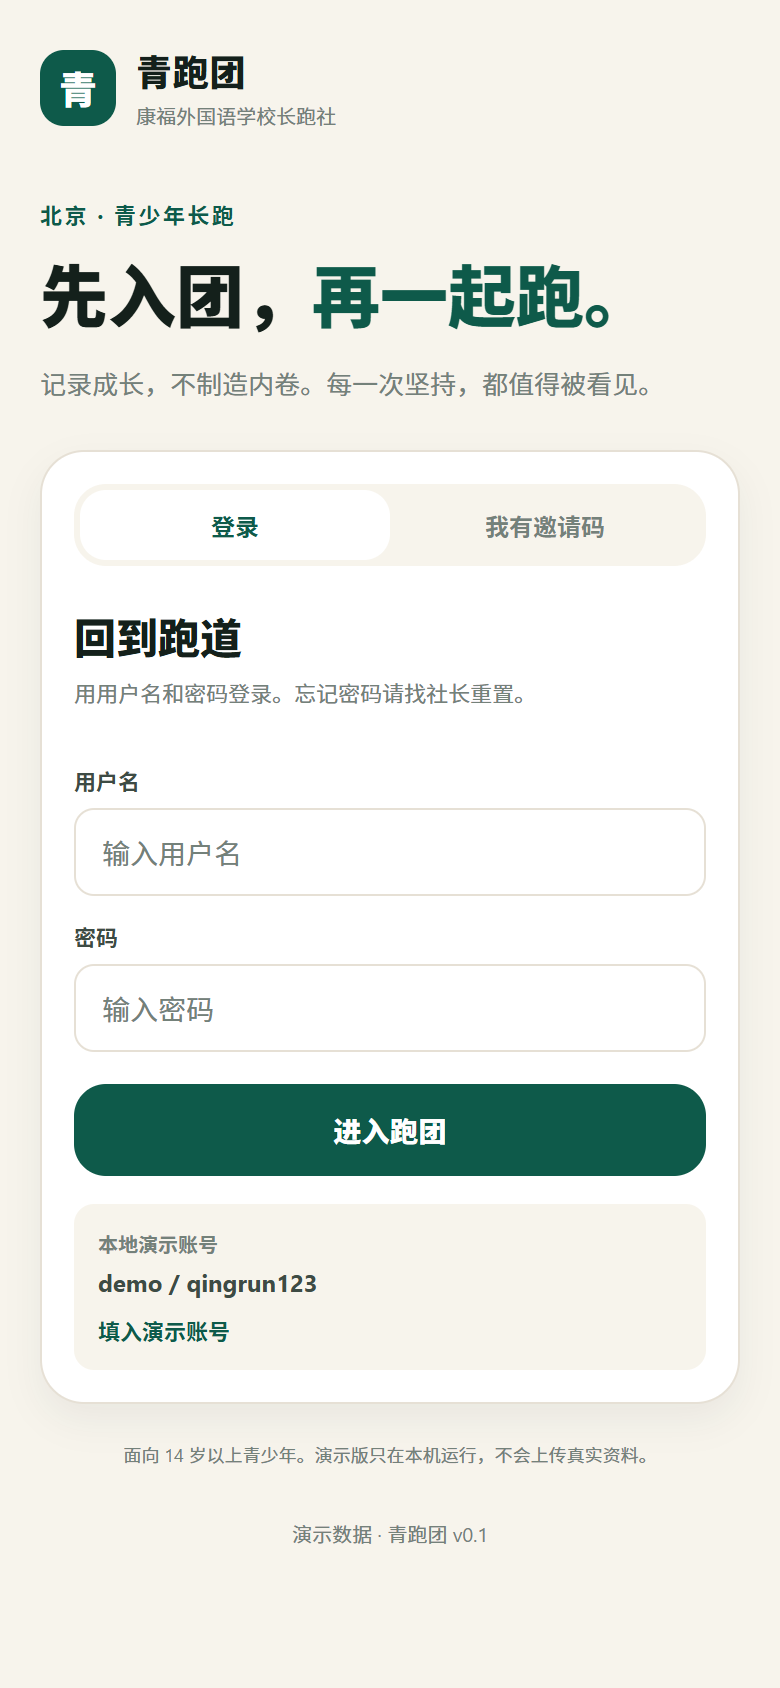 青
青跑团
康福外国语学校长跑社
北京 · 青少年长跑
先入团，再一起跑。
记录成长，不制造内卷。每一次坚持，都值得被看见。
登录
我有邀请码
回到跑道
用用户名和密码登录。忘记密码请找社长重置。
用户名
输入用户名
密码
输入密码
进入跑团
本地演示账号
demo / qingrun123
填入演示账号
面向 14 岁以上青少年。演示版只在本机运行，不会上传真实资料。
演示数据 · 青跑团 v0.1